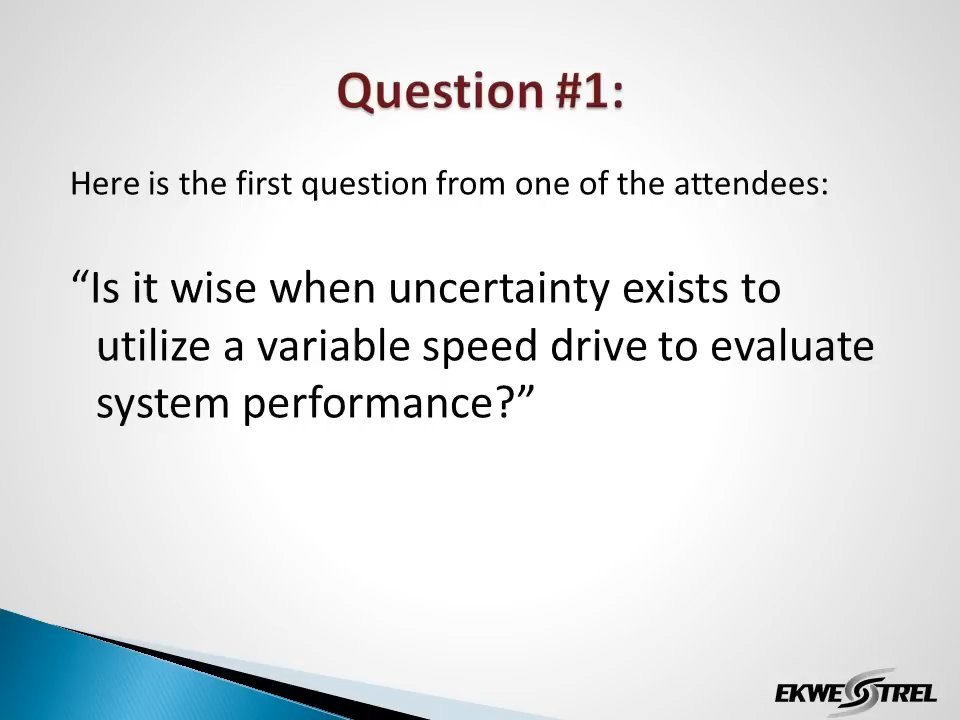 Question #1:
Here is the first question from one of the attendees:
“Is it wise when uncertainty exists to
utilize a variable speed drive to evaluate
system performance?”
EKWESTREL